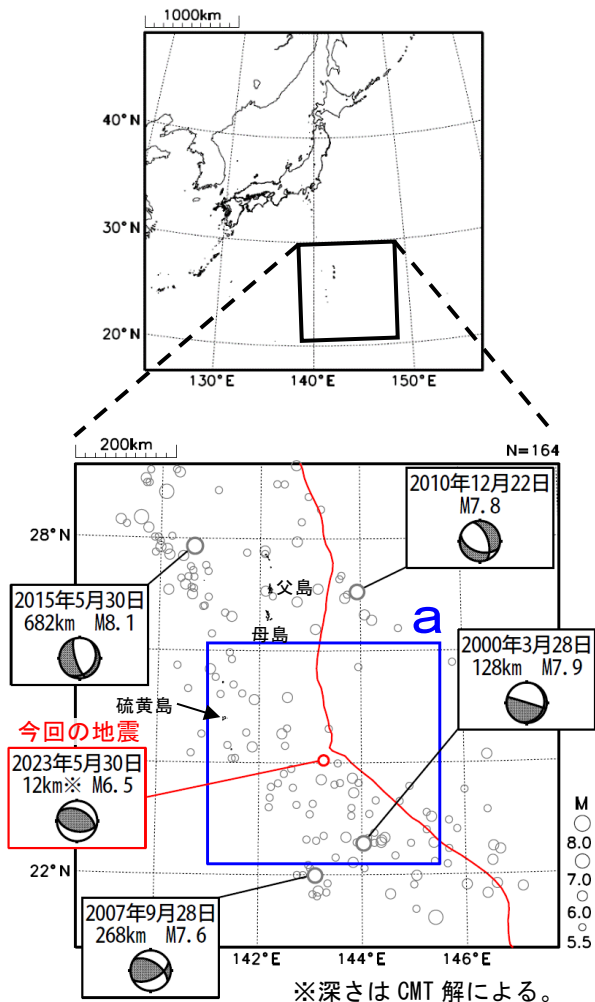 1000km
40°N
30°N
20°N
130°E
140°E
150°E
200km
N=164
2010年12月22日
M7.8
28°N
父島
2015年5月30日
682km M8.1
母島
a
2000年3月28日
128km M7.9
硫黄島
今回の地震
2023年5月30日
12km※ M6.5
M
8.0
7.0
6.0
5.5
22°N
2007年9月28日
268km M7.6
142°E
144°E
146°E
※深さは CMT 解による。